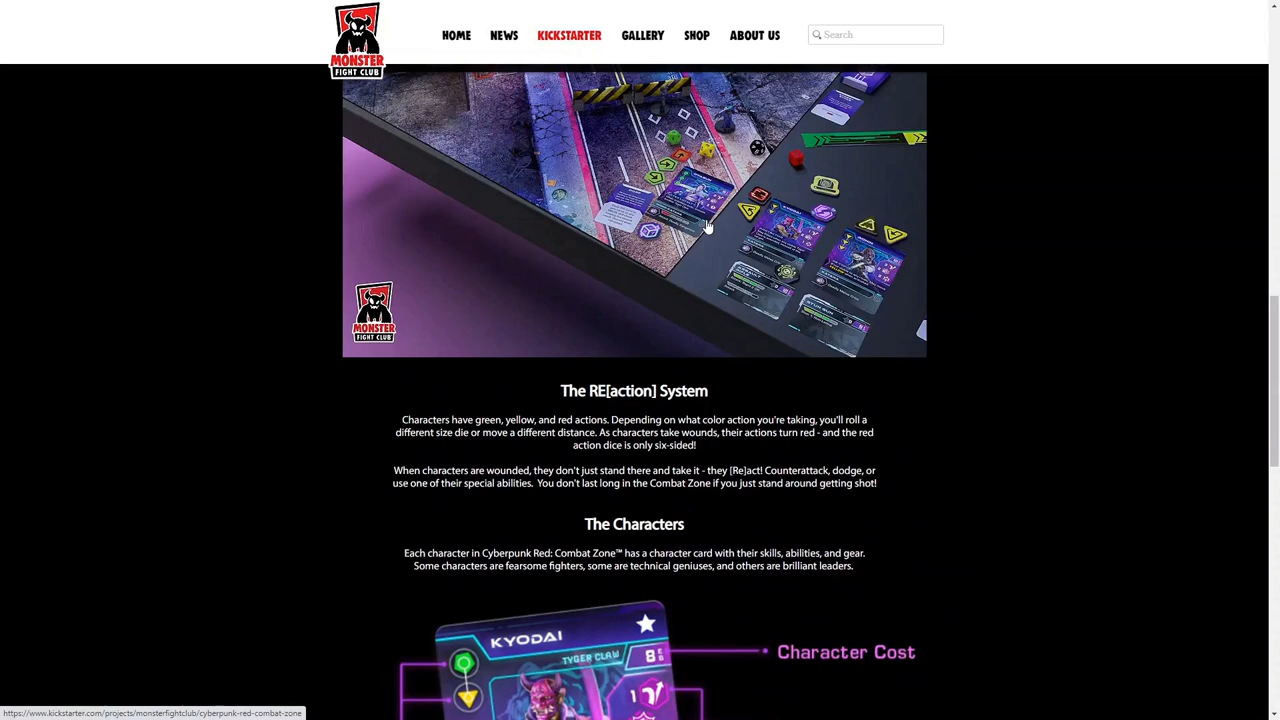 HOME NEWS KICKSTARTER GALLERY SHOP ABOUT US Search
MONSTER
FIGHT CLUB
MONSTER
FIGHT CLUB
The RE[action] System
Characters have green, yellow, and red actions. Depending on what color action you're taking, you'll roll a
different size die or move a different distance. As characters take wounds, their actions turn red - and the red
action dice is only six-sided!
When characters are wounded, they don't just stand there and take it - they [Re]act! Counterattack, dodge, or
use one of their special abilities. You don't last long in the Combat Zone if you just stand around getting shot!
The Characters
Each character in Cyberpunk Red: Combat Zone™ has a character card with their skills, abilities, and gear.
Some characters are fearsome fighters, some are technical geniuses, and others are brilliant leaders.
KYODAI
TYGER CLAW 8 EB
Character Cost
1
https://www.kickstarter.com/projects/monsterfightclub/cyberpunk-red-combat-zone